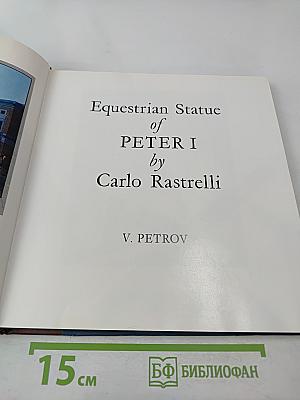 Equestrian Statue
of
PETER I
by
Carlo Rastrelli
V. PETROV
15 см
БФ БИБЛИОФАН